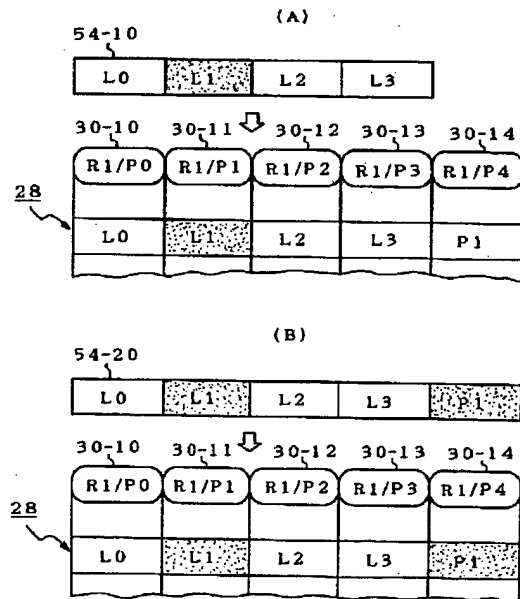 (A)
54-10
L0 L1 L2 L3
30-10 30-11 30-12 30-13 30-14
R1/P0 R1/P1 R1/P2 R1/P3 R1/P4
28
L0 L1 L2 L3 P1
(B)
54-20
L0 L1 L2 L3 P1
30-10 30-11 30-12 30-13 30-14
R1/P0 R1/P1 R1/P2 R1/P3 R1/P4
28
L0 L1 L2 L3 P1